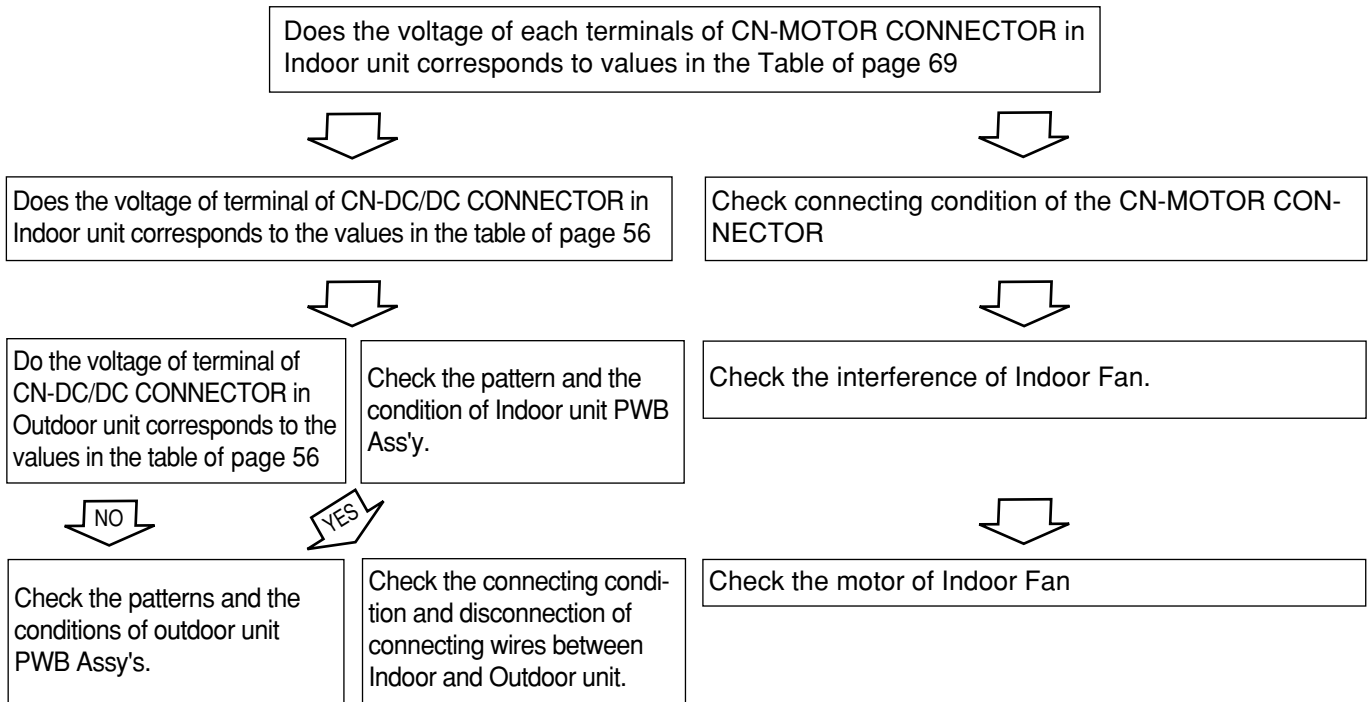 Does the voltage of each terminals of CN-MOTOR CONNECTOR in
Indoor unit corresponds to values in the Table of page 69
Does the voltage of terminal of CN-DC/DC CONNECTOR in
Indoor unit corresponds to the values in the table of page 56
Check connecting condition of the CN-MOTOR CON-
NECTOR
Do the voltage of terminal of
CN-DC/DC CONNECTOR in
Outdoor unit corresponds to the
values in the table of page 56
Check the pattern and the
condition of Indoor unit PWB
Ass'y.
Check the interference of Indoor Fan.
NO
YES
Check the patterns and the
conditions of outdoor unit
PWB Assy's.
Check the connecting condi-
tion and disconnection of
connecting wires between
Indoor and Outdoor unit.
Check the motor of Indoor Fan